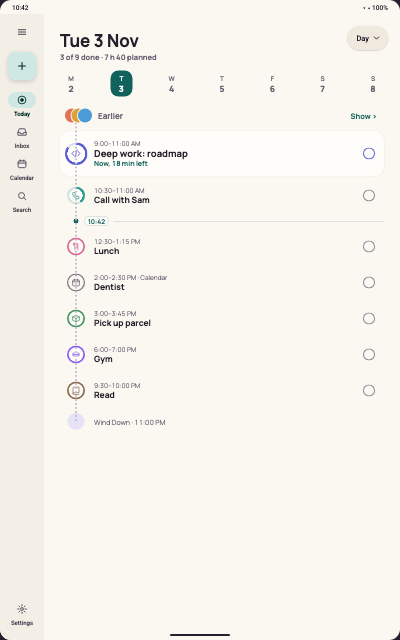 10:42
100%
Tue 3 Nov
Day
3 of 9 done · 7 h 40 planned
M T W T F S S
2 3 4 5 6 7 8
Earlier
Show ›
9:00–11:00 AM
Deep work: roadmap
Now, 18 min left
10:30–11:00 AM
Call with Sam
10:42
12:30–1:15 PM
Lunch
2:00–2:30 PM · Calendar
Dentist
3:00–3:45 PM
Pick up parcel
6:00–7:00 PM
Gym
9:30–10:00 PM
Read
Wind Down · 11:00 PM
Today
Inbox
Calendar
Search
Settings